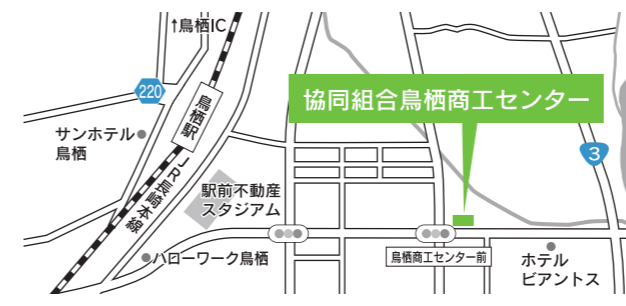 ↑鳥栖IC
220
鳥栖駅
協同組合鳥栖商工センター
サンホテル
鳥栖
3
JR長崎本線
駅前不動産
スタジアム
ハローワーク鳥栖
鳥栖商工センター前
ホテル
ビアントス